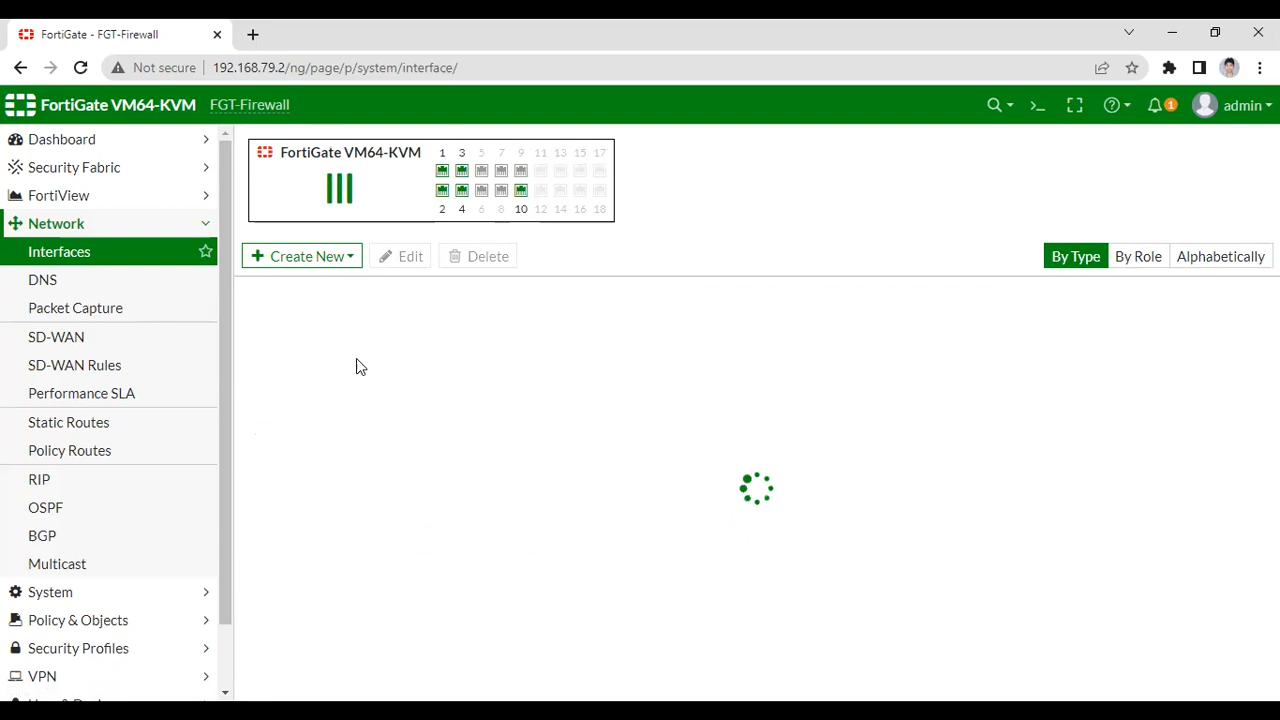 FortiGate - FGT-Firewall
Not secure 192.168.79.2/ng/page/p/system/interface/
FortiGate VM64-KVM FGT-Firewall
1 admin
Dashboard
Security Fabric
FortiView
Network
Interfaces
DNS
Packet Capture
SD-WAN
SD-WAN Rules
Performance SLA
Static Routes
Policy Routes
RIP
OSPF
BGP
Multicast
System
Policy & Objects
Security Profiles
VPN
FortiGate VM64-KVM
1 3 5 7 9 11 13 15 17
2 4 6 8 10 12 14 16 18
Create New Edit Delete
By Type By Role Alphabetically